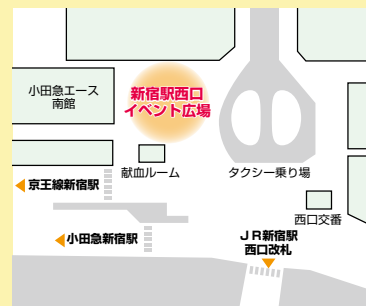 小田急エース
南館
新宿駅西口
イベント広場
献血ルーム
タクシー乗り場
京王線新宿駅
西口交番
小田急新宿駅
JR新宿駅
西口改札